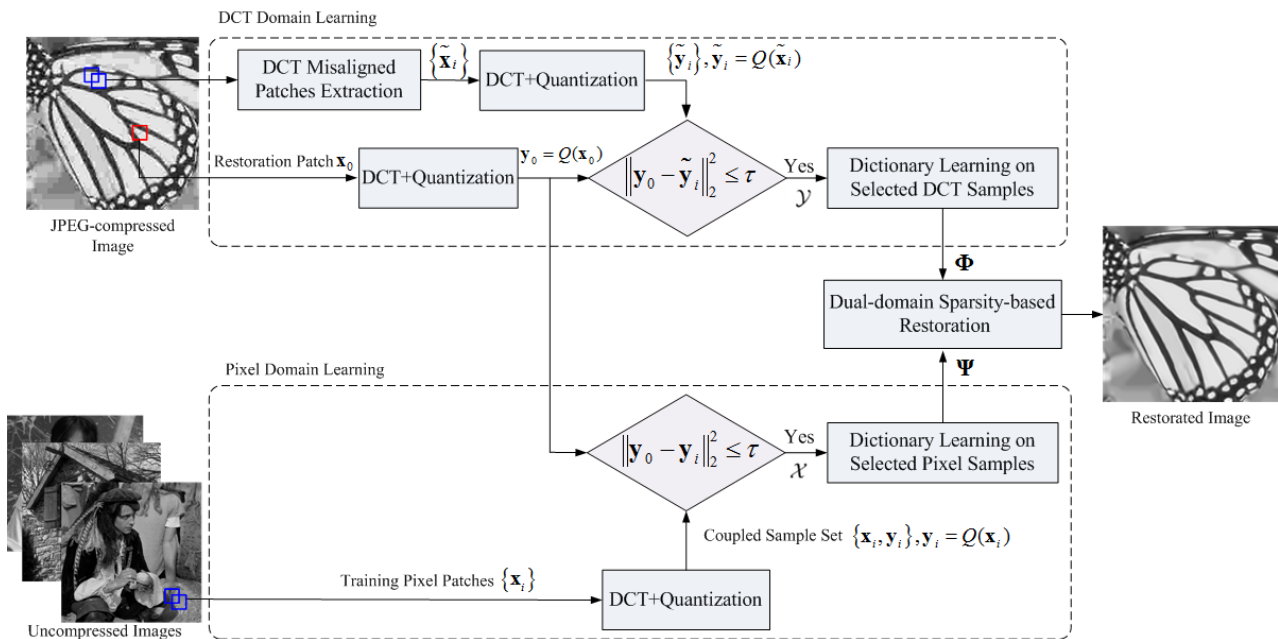 DCT Domain Learning
DCT Misaligned
Patches Extraction
{x̃ᵢ}
DCT+Quantization
{ỹᵢ}, ỹᵢ = Q(x̃ᵢ)
Restoration Patch x₀
DCT+Quantization
y₀ = Q(x₀)
‖y₀ − ỹᵢ‖₂² ≤ τ
Yes
𝒴
Dictionary Learning on
Selected DCT Samples
JPEG-compressed
Image
Φ
Dual-domain Sparsity-based
Restoration
Ψ
Restorated Image
Pixel Domain Learning
‖y₀ − yᵢ‖₂² ≤ τ
Yes
𝒳
Dictionary Learning on
Selected Pixel Samples
Coupled Sample Set {xᵢ, yᵢ}, yᵢ = Q(xᵢ)
Training Pixel Patches {xᵢ}
DCT+Quantization
Uncompressed Images